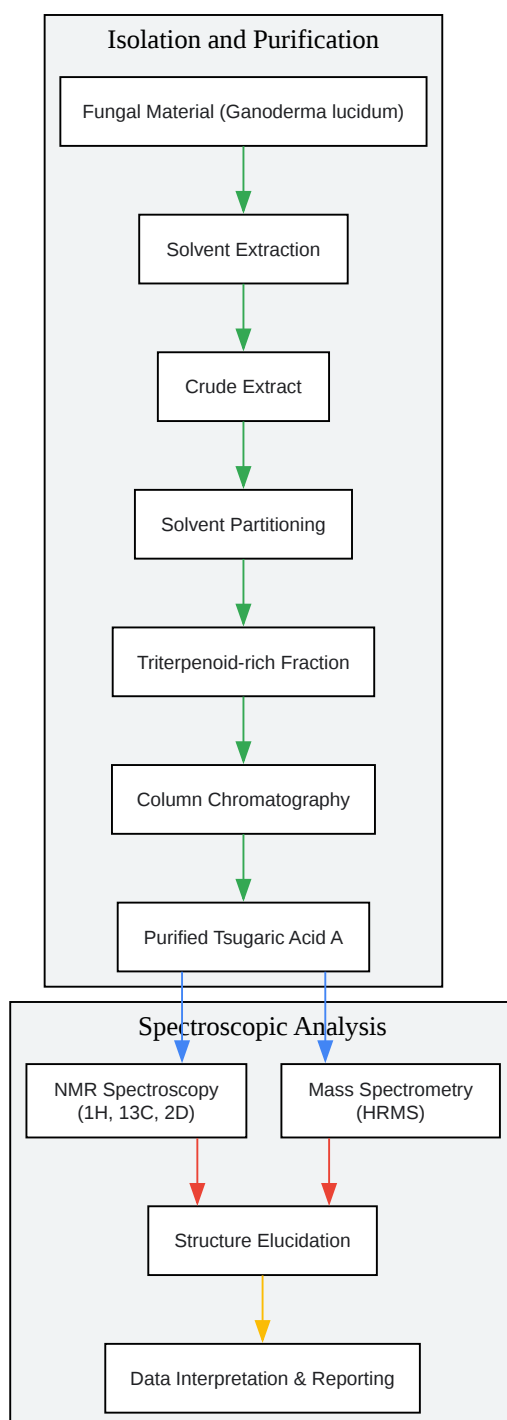 Isolation and Purification
Fungal Material (Ganoderma lucidum)
Solvent Extraction
Crude Extract
Solvent Partitioning
Triterpenoid-rich Fraction
Column Chromatography
Purified Tsugaric Acid A
Spectroscopic Analysis
NMR Spectroscopy
(1H, 13C, 2D)
Mass Spectrometry
(HRMS)
Structure Elucidation
Data Interpretation & Reporting